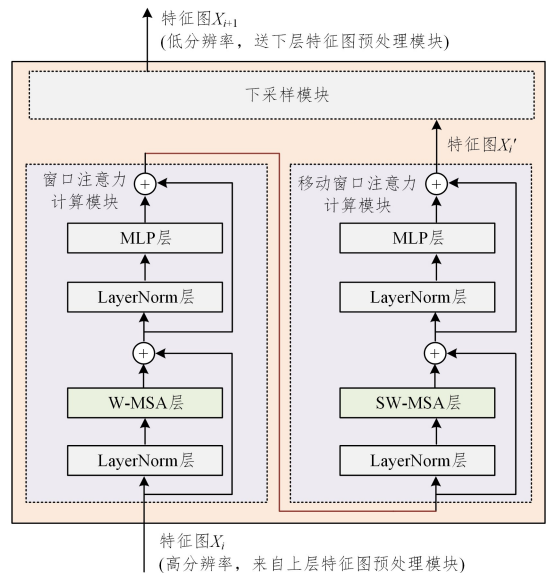 特征图Xi+1
(低分辨率，送下层特征图预处理模块)
下采样模块
特征图Xi′
窗口注意力
计算模块
+
MLP层
LayerNorm层
+
W-MSA层
LayerNorm层
移动窗口注意力
计算模块
+
MLP层
LayerNorm层
+
SW-MSA层
LayerNorm层
特征图Xi
(高分辨率，来自上层特征图预处理模块)